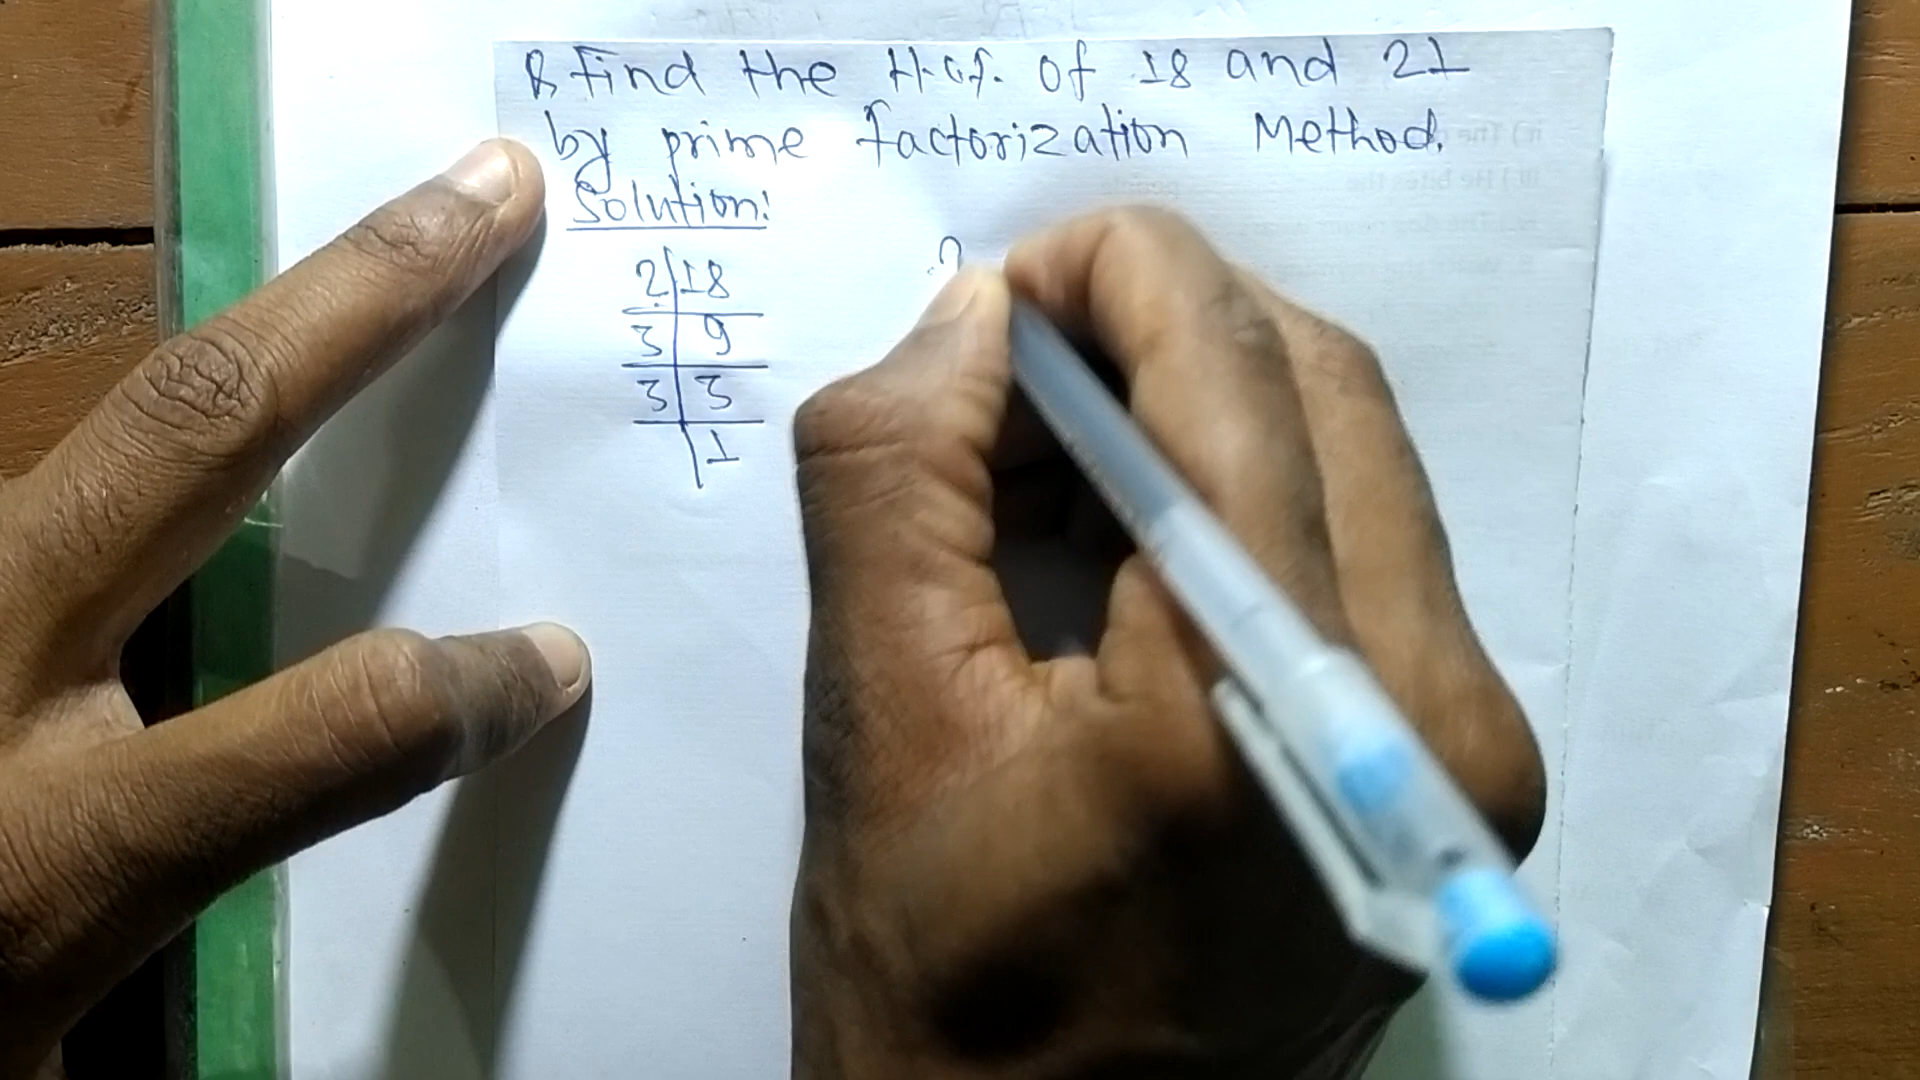 Q Find the H.C.F. of 18 and 21
by prime factorization Method.
Solution:
2 18
3 9
3 3
1